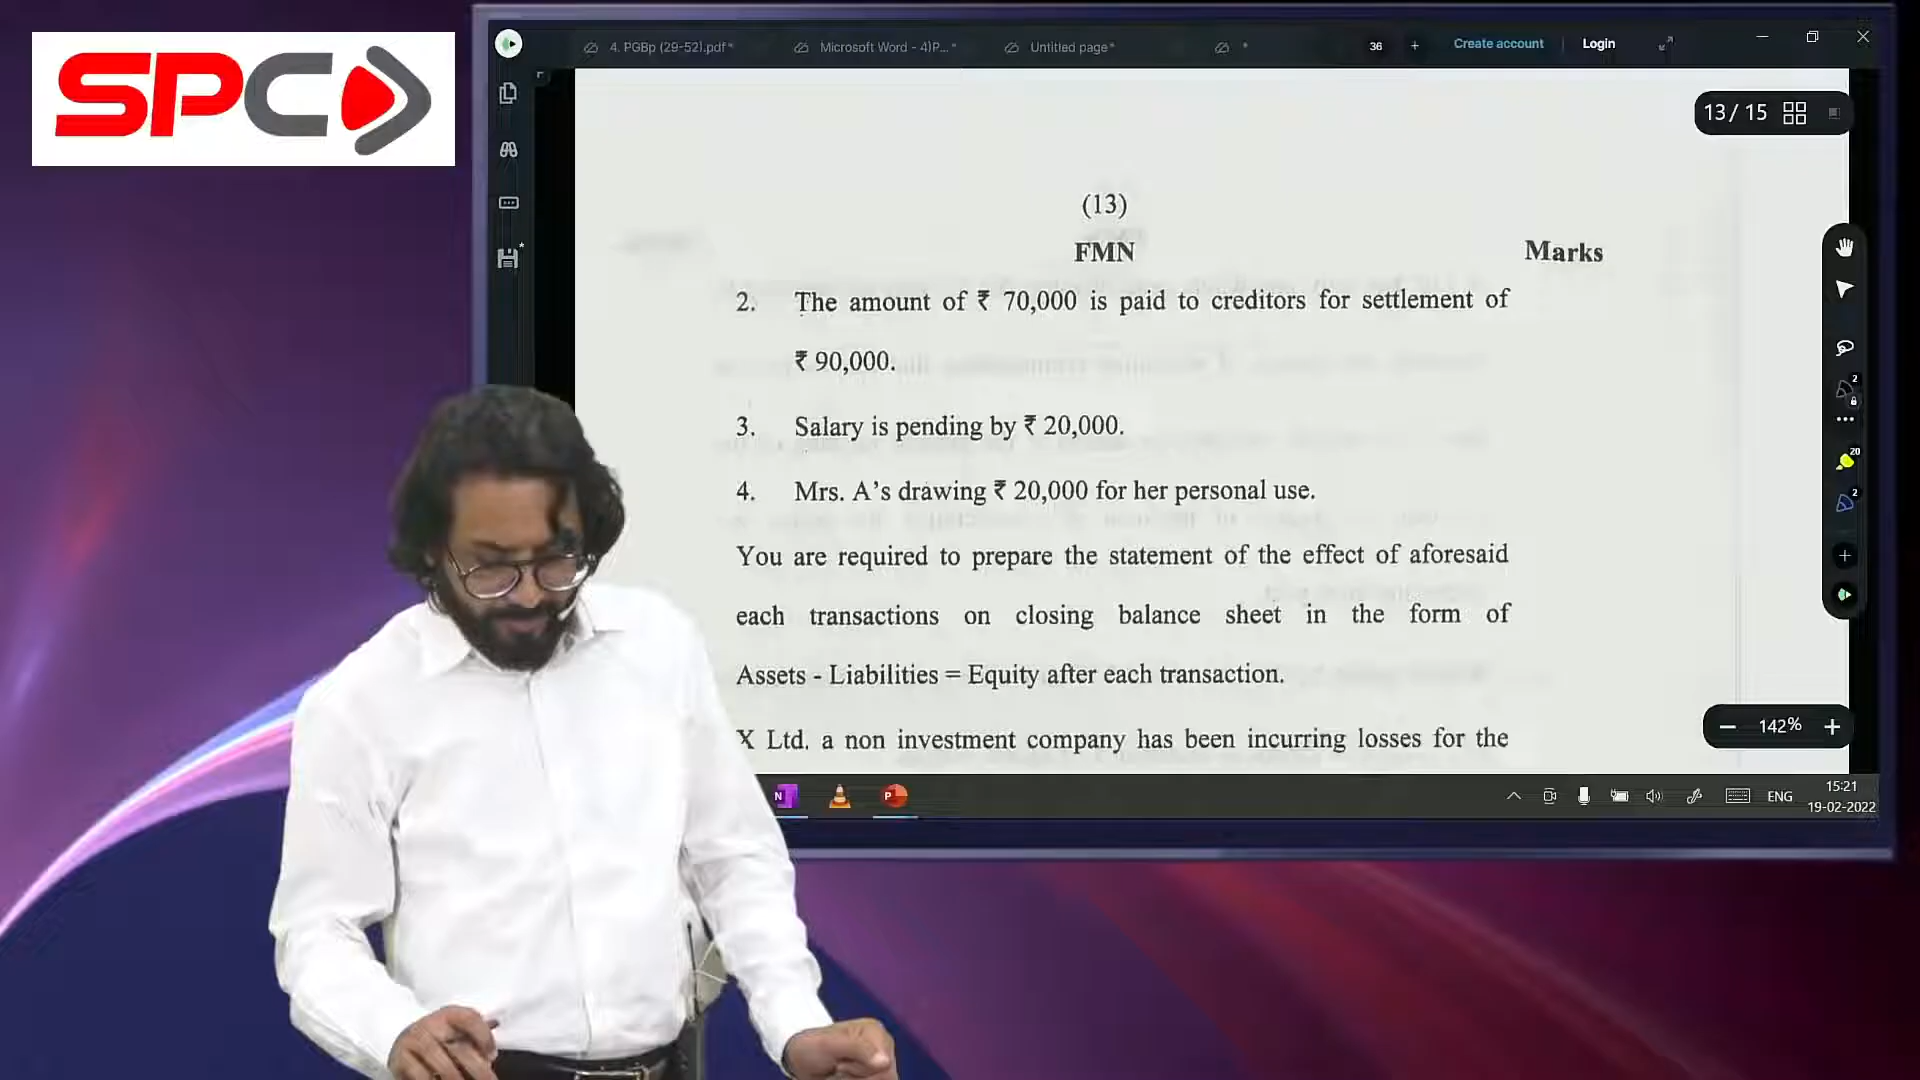 SPC
4. PGBp (29-52).pdf*
Microsoft Word - 4)P... *
Untitled page*
*
36
+
Create account
Login
13 / 15
(13)
FMN
Marks
2. The amount of ₹ 70,000 is paid to creditors for settlement of
₹ 90,000.
3. Salary is pending by ₹ 20,000.
4. Mrs. A's drawing ₹ 20,000 for her personal use.
You are required to prepare the statement of the effect of aforesaid
each transactions on closing balance sheet in the form of
Assets - Liabilities = Equity after each transaction.
X Ltd. a non investment company has been incurring losses for the
2
20
2
142%
N
P
ENG
15:21
19-02-2022